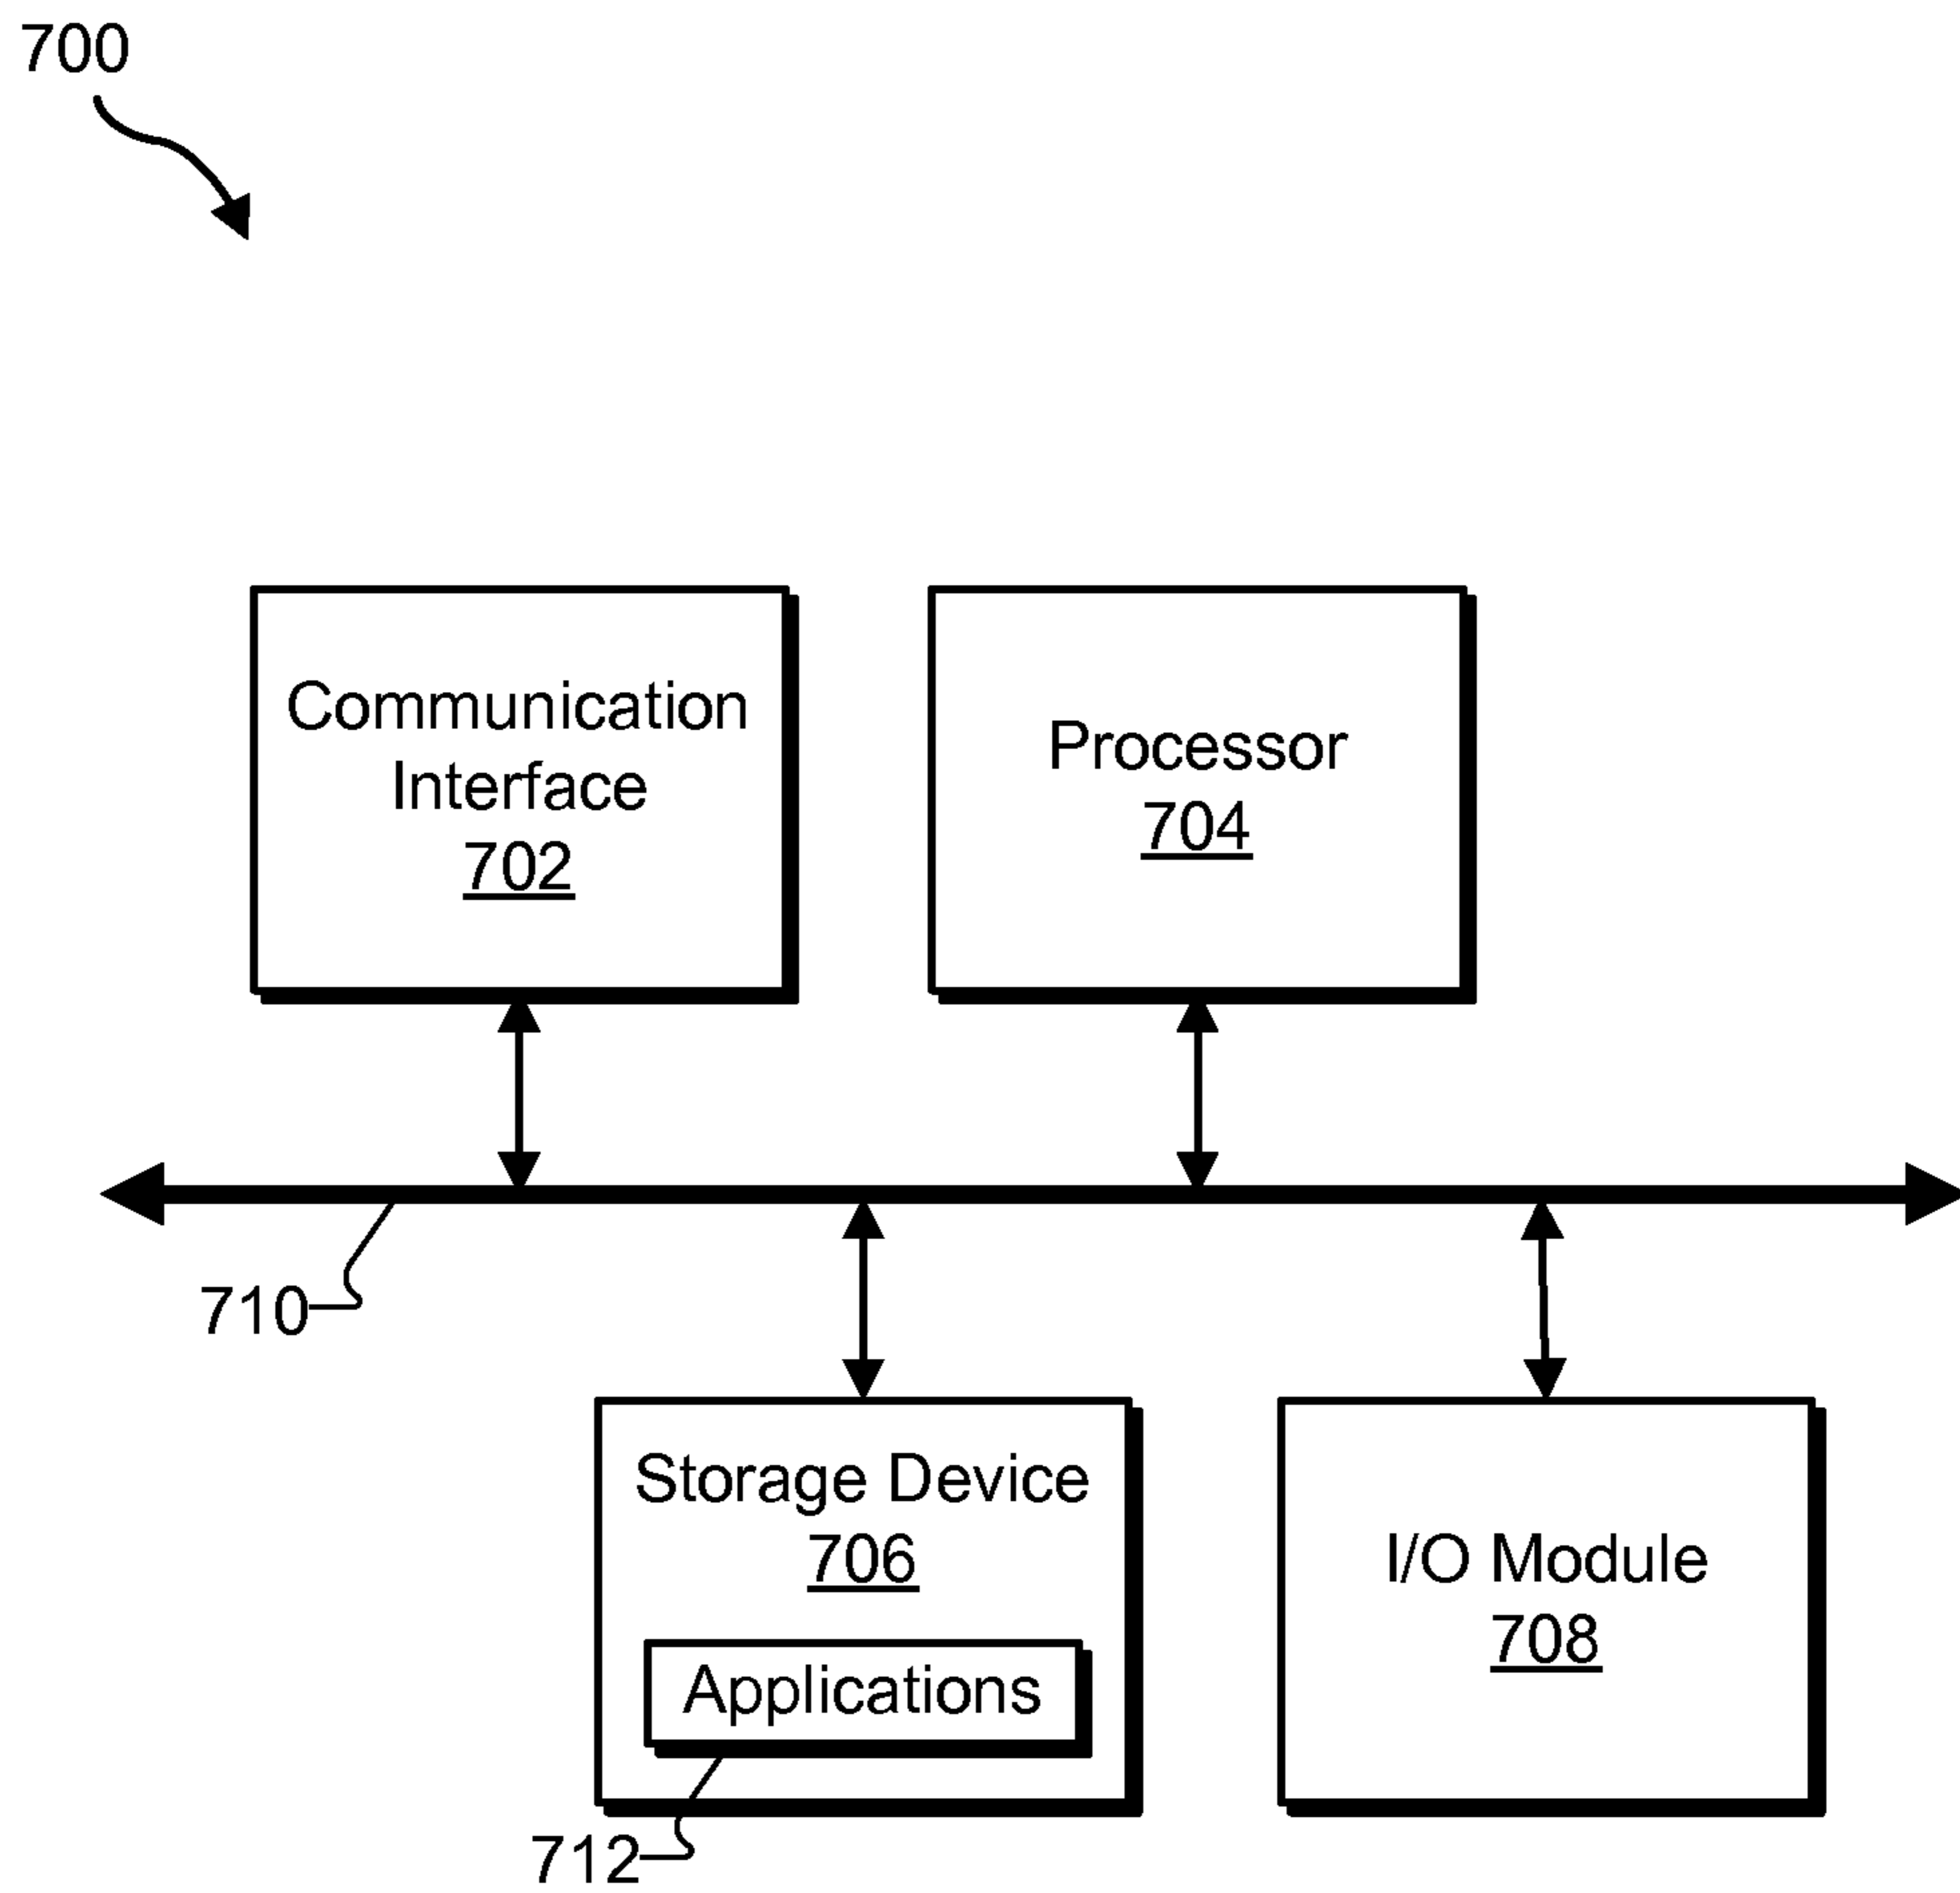 700
Communication
Interface
702
Processor
704
710
Storage Device
706
Applications
712
I/O Module
708